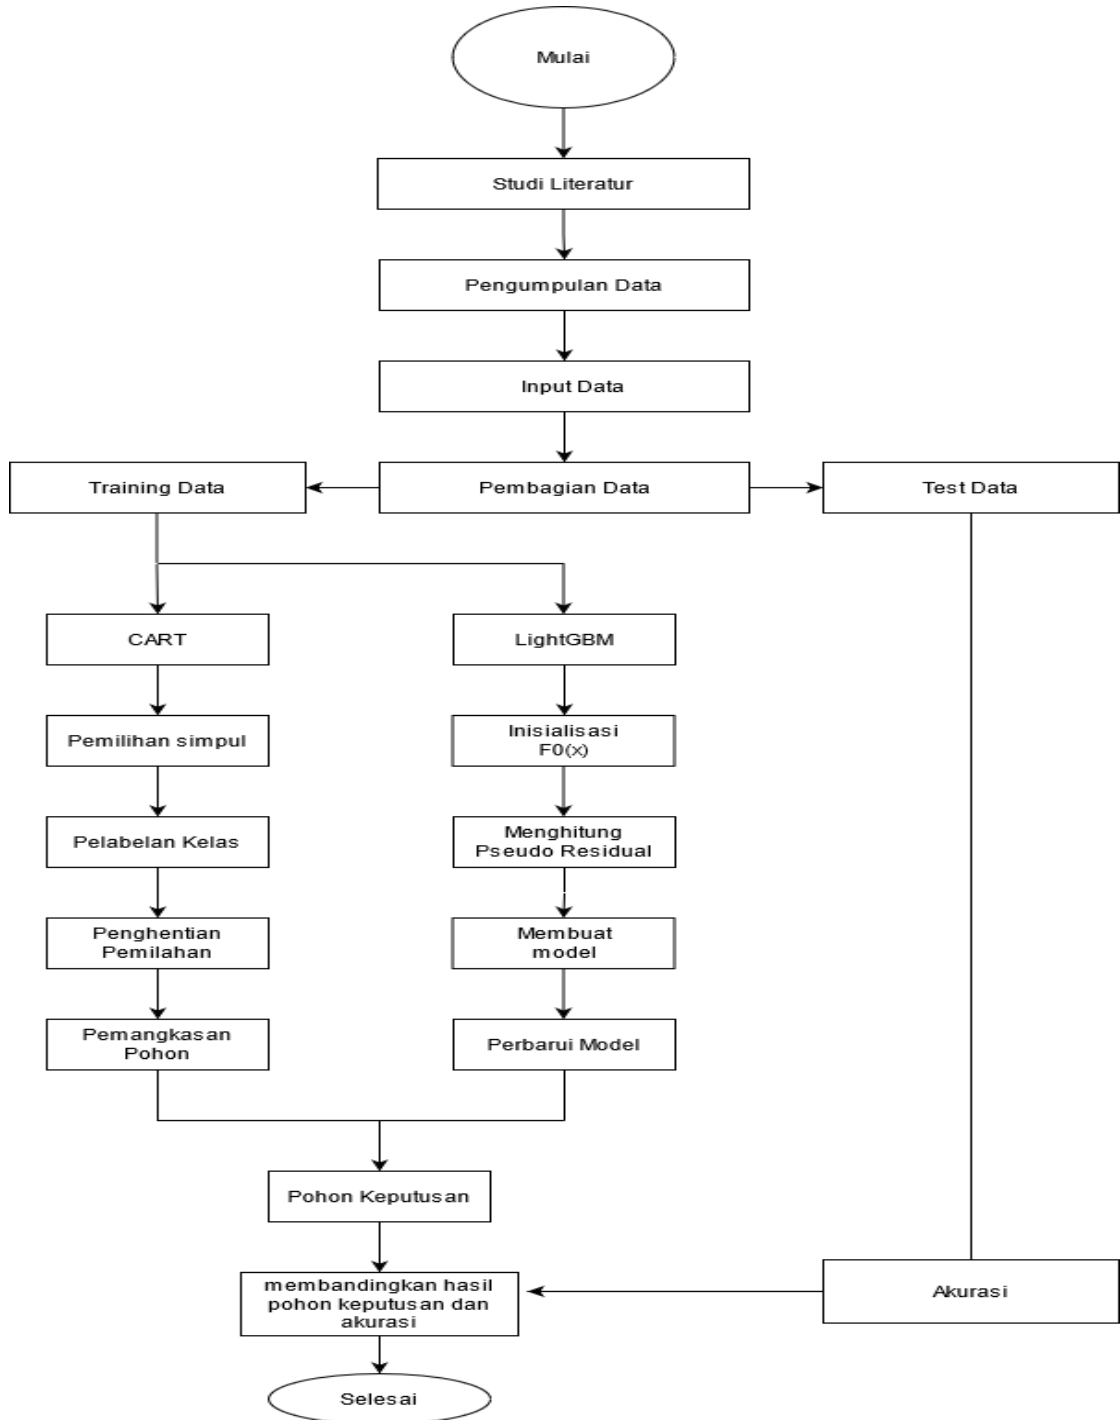 Mulai
Studi Literatur
Pengumpulan Data
Input Data
Training Data
Pembagian Data
Test Data
CART
LightGBM
Pemilihan simpul
Inisialisasi
F0(x)
Pelabelan Kelas
Menghitung
Pseudo Residual
Penghentian
Pemilahan
Membuat
model
Pemangkasan
Pohon
Perbarui Model
Pohon Keputusan
membandingkan hasil
pohon keputusan dan
akurasi
Akurasi
Selesai